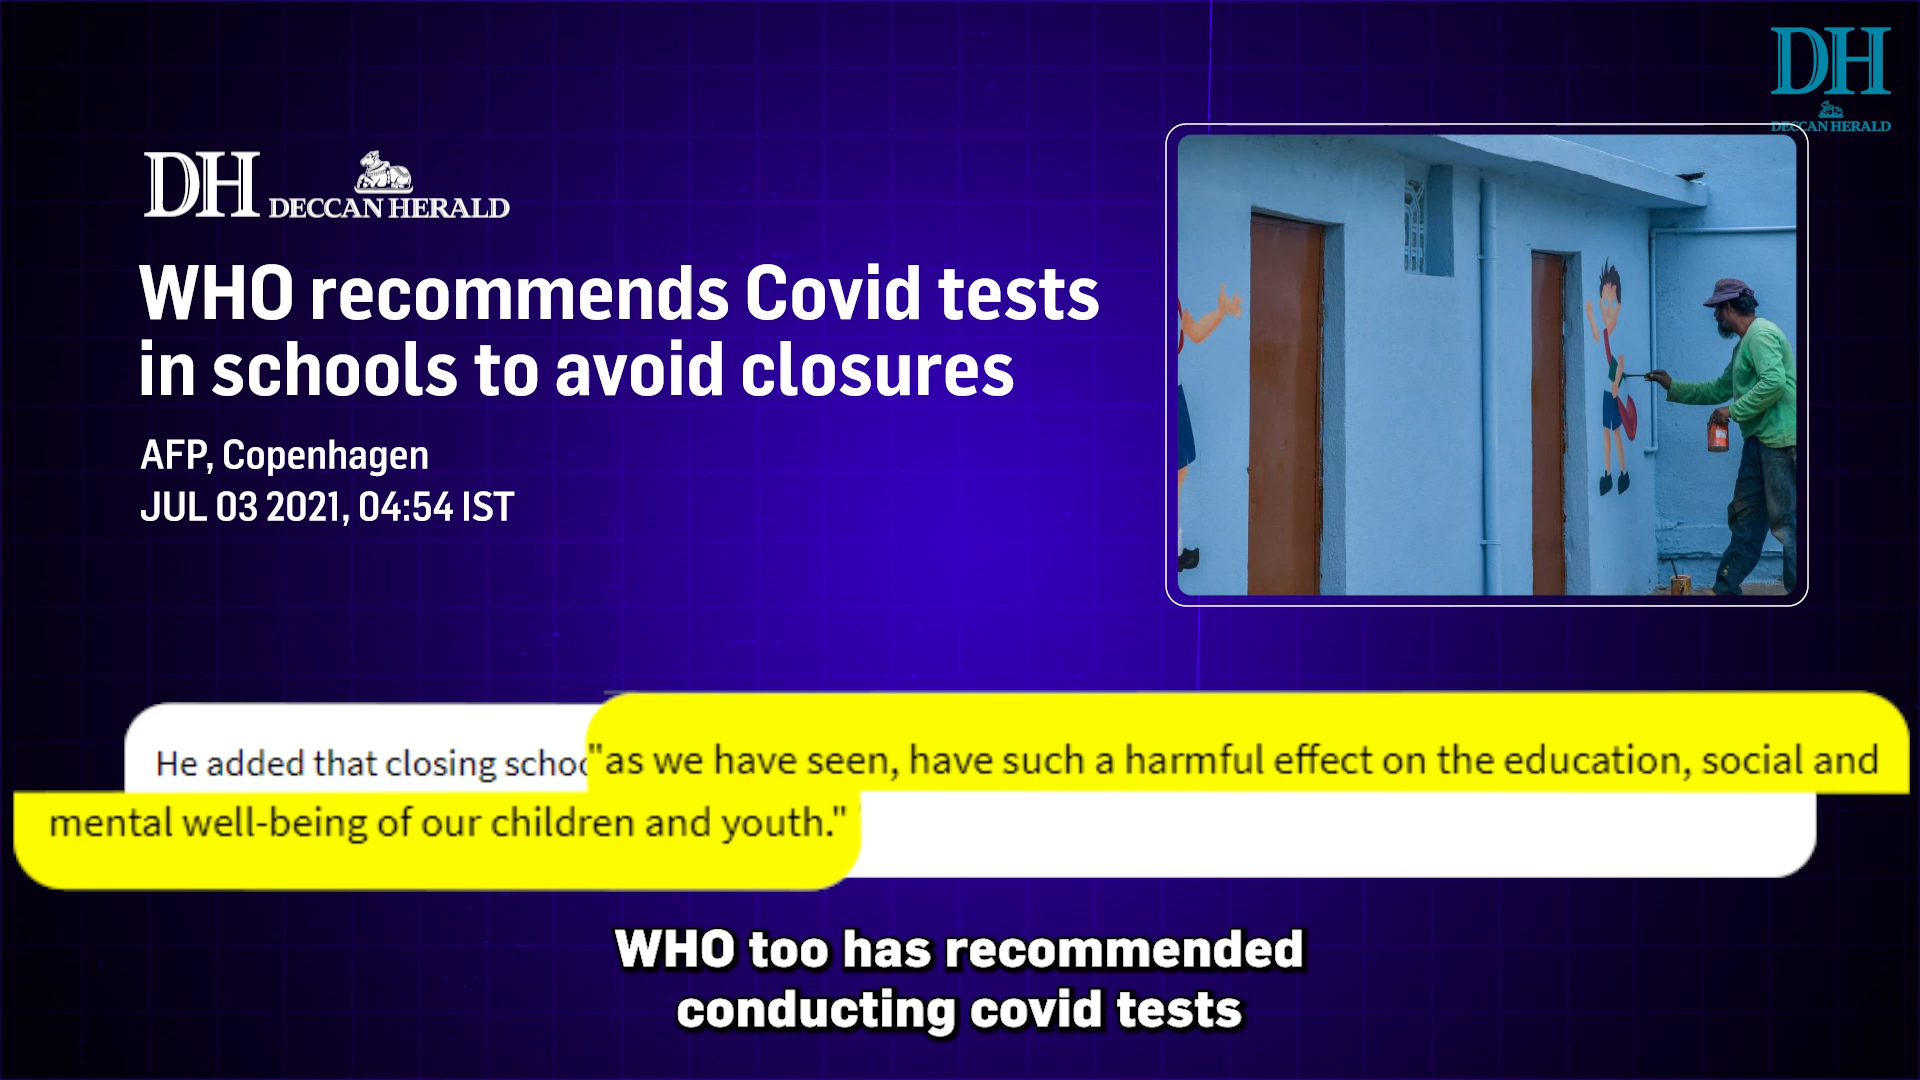 DH
DECCAN HERALD
DH DECCAN HERALD
WHO recommends Covid tests
in schools to avoid closures
AFP, Copenhagen
JUL 03 2021, 04:54 IST
He added that closing "as we have seen, have such a harmful effect on the education, social and
mental well-being of our children and youth."
WHO too has recommended
conducting covid tests